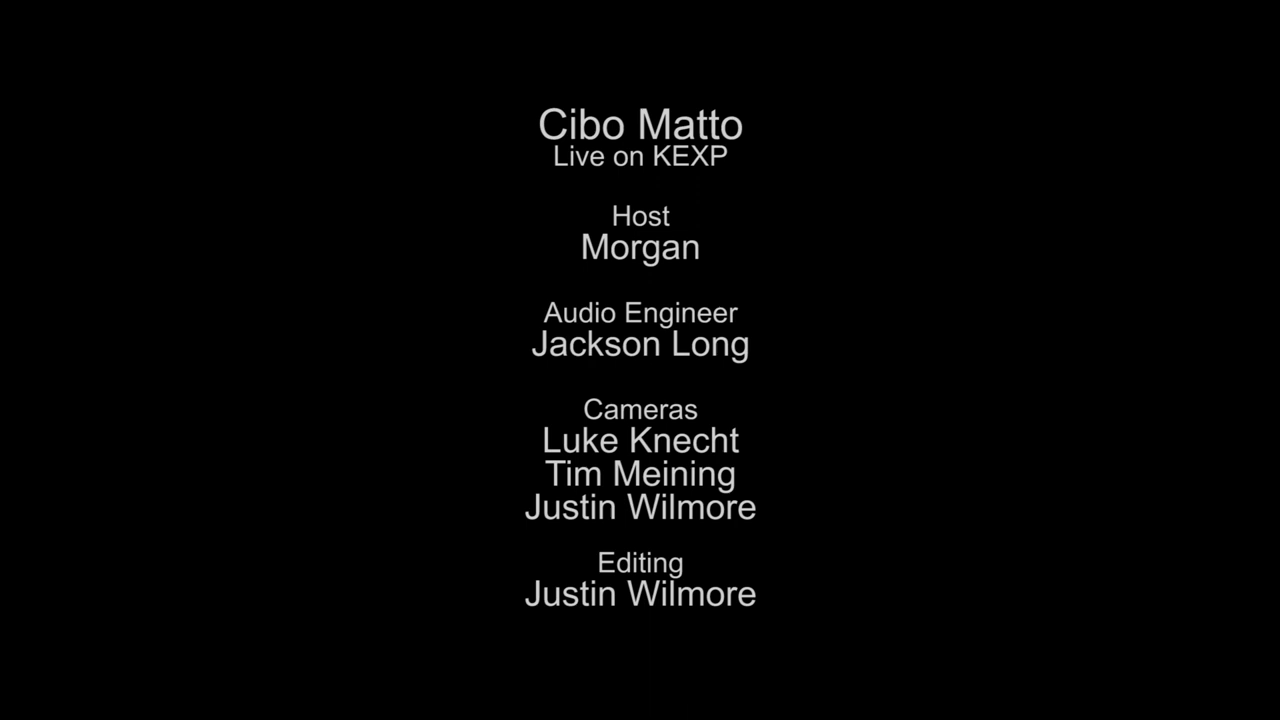 Cibo Matto
Live on KEXP
Host
Morgan
Audio Engineer
Jackson Long
Cameras
Luke Knecht
Tim Meining
Justin Wilmore
Editing
Justin Wilmore